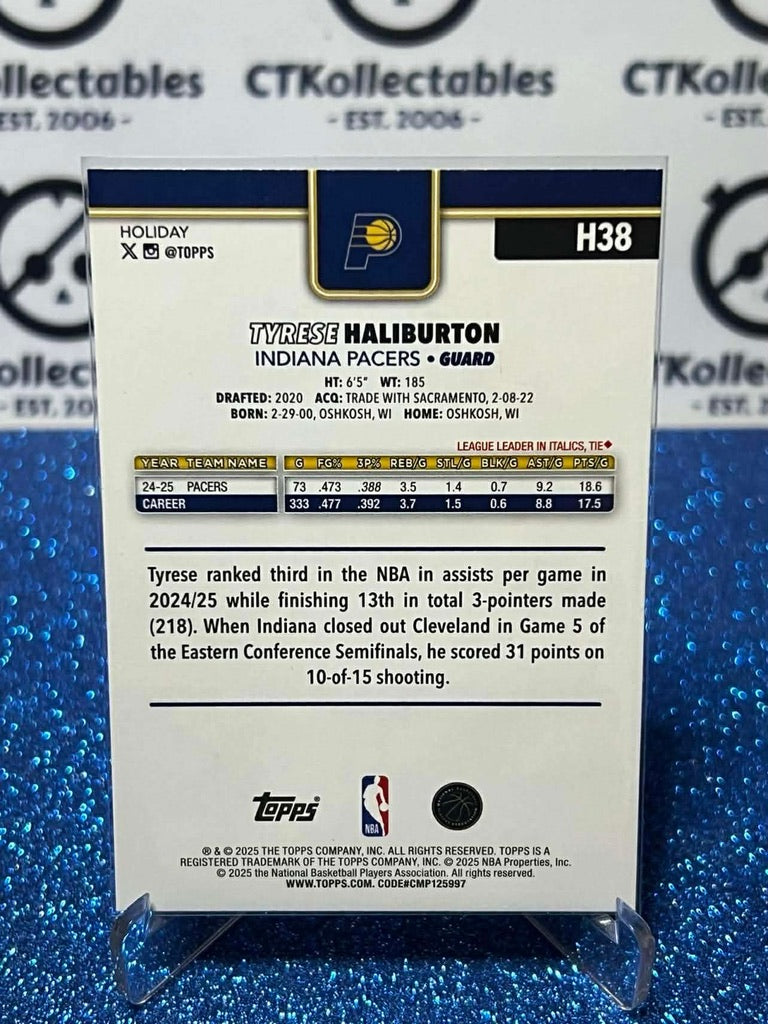 llectables CTKollectables CTKolle
EST. 2006 - - EST. 2006 - - EST.
HOLIDAY
@TOPPS
H38
TYRESE HALIBURTON
INDIANA PACERS • GUARD
HT: 6'5" WT: 185
DRAFTED: 2020 ACQ: TRADE WITH SACRAMENTO, 2-08-22
BORN: 2-29-00, OSHKOSH, WI HOME: OSHKOSH, WI
ollec Kollec
- EST. 20 - EST. 2
LEAGUE LEADER IN ITALICS, TIE◆
YEAR TEAM NAME G FG% 3P% REB/G STL/G BLK/G AST/G PTS/G
24-25 PACERS 73 .473 .388 3.5 1.4 0.7 9.2 18.6
CAREER 333 .477 .392 3.7 1.5 0.6 8.8 17.5
Tyrese ranked third in the NBA in assists per game in
2024/25 while finishing 13th in total 3-pointers made
(218). When Indiana closed out Cleveland in Game 5 of
the Eastern Conference Semifinals, he scored 31 points on
10-of-15 shooting.
topps
NBA
® & © 2025 THE TOPPS COMPANY, INC. ALL RIGHTS RESERVED. TOPPS IS A
REGISTERED TRADEMARK OF THE TOPPS COMPANY, INC. © 2025 NBA Properties, Inc.
© 2025 the National Basketball Players Association. All rights reserved.
WWW.TOPPS.COM. CODE#CMP125997